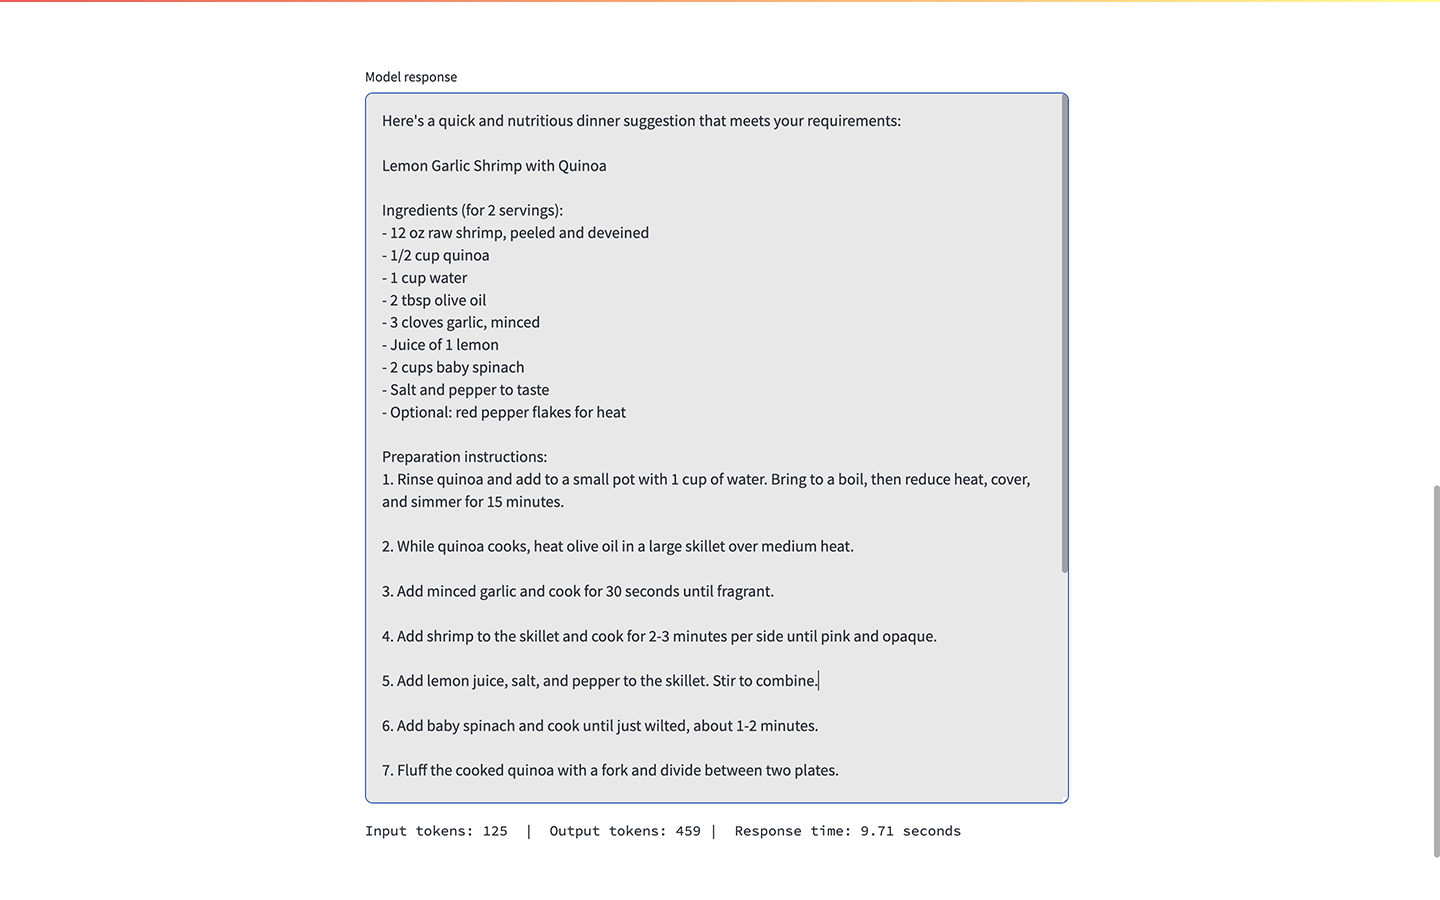 Model response
Here's a quick and nutritious dinner suggestion that meets your requirements:
Lemon Garlic Shrimp with Quinoa
Ingredients (for 2 servings):
- 12 oz raw shrimp, peeled and deveined
- 1/2 cup quinoa
- 1 cup water
- 2 tbsp olive oil
- 3 cloves garlic, minced
- Juice of 1 lemon
- 2 cups baby spinach
- Salt and pepper to taste
- Optional: red pepper flakes for heat
Preparation instructions:
1. Rinse quinoa and add to a small pot with 1 cup of water. Bring to a boil, then reduce heat, cover,
and simmer for 15 minutes.
2. While quinoa cooks, heat olive oil in a large skillet over medium heat.
3. Add minced garlic and cook for 30 seconds until fragrant.
4. Add shrimp to the skillet and cook for 2-3 minutes per side until pink and opaque.
5. Add lemon juice, salt, and pepper to the skillet. Stir to combine.
6. Add baby spinach and cook until just wilted, about 1-2 minutes.
7. Fluff the cooked quinoa with a fork and divide between two plates.
Input tokens: 125 | Output tokens: 459 | Response time: 9.71 seconds